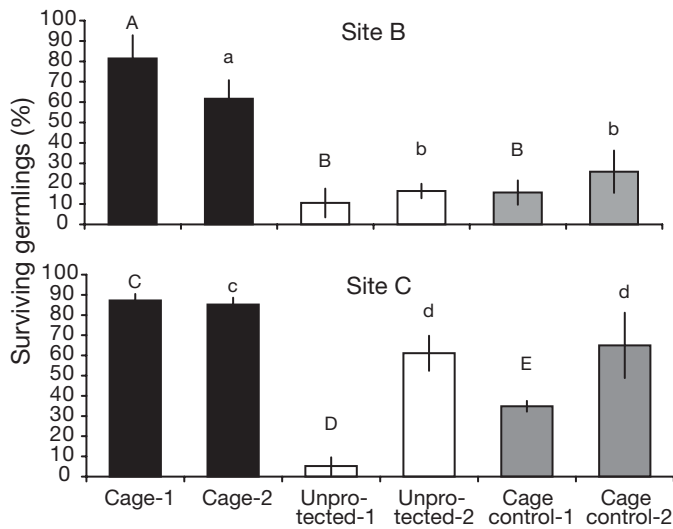 Surviving germlings (%)
Site B
100
90
80
70
60
50
40
30
20
10
0
A
a
B
b
B
b
Site C
100
90
80
70
60
50
40
30
20
10
0
C
c
D
d
E
d
Cage-1
Cage-2
Unpro-
tected-1
Unpro-
tected-2
Cage
control-1
Cage
control-2